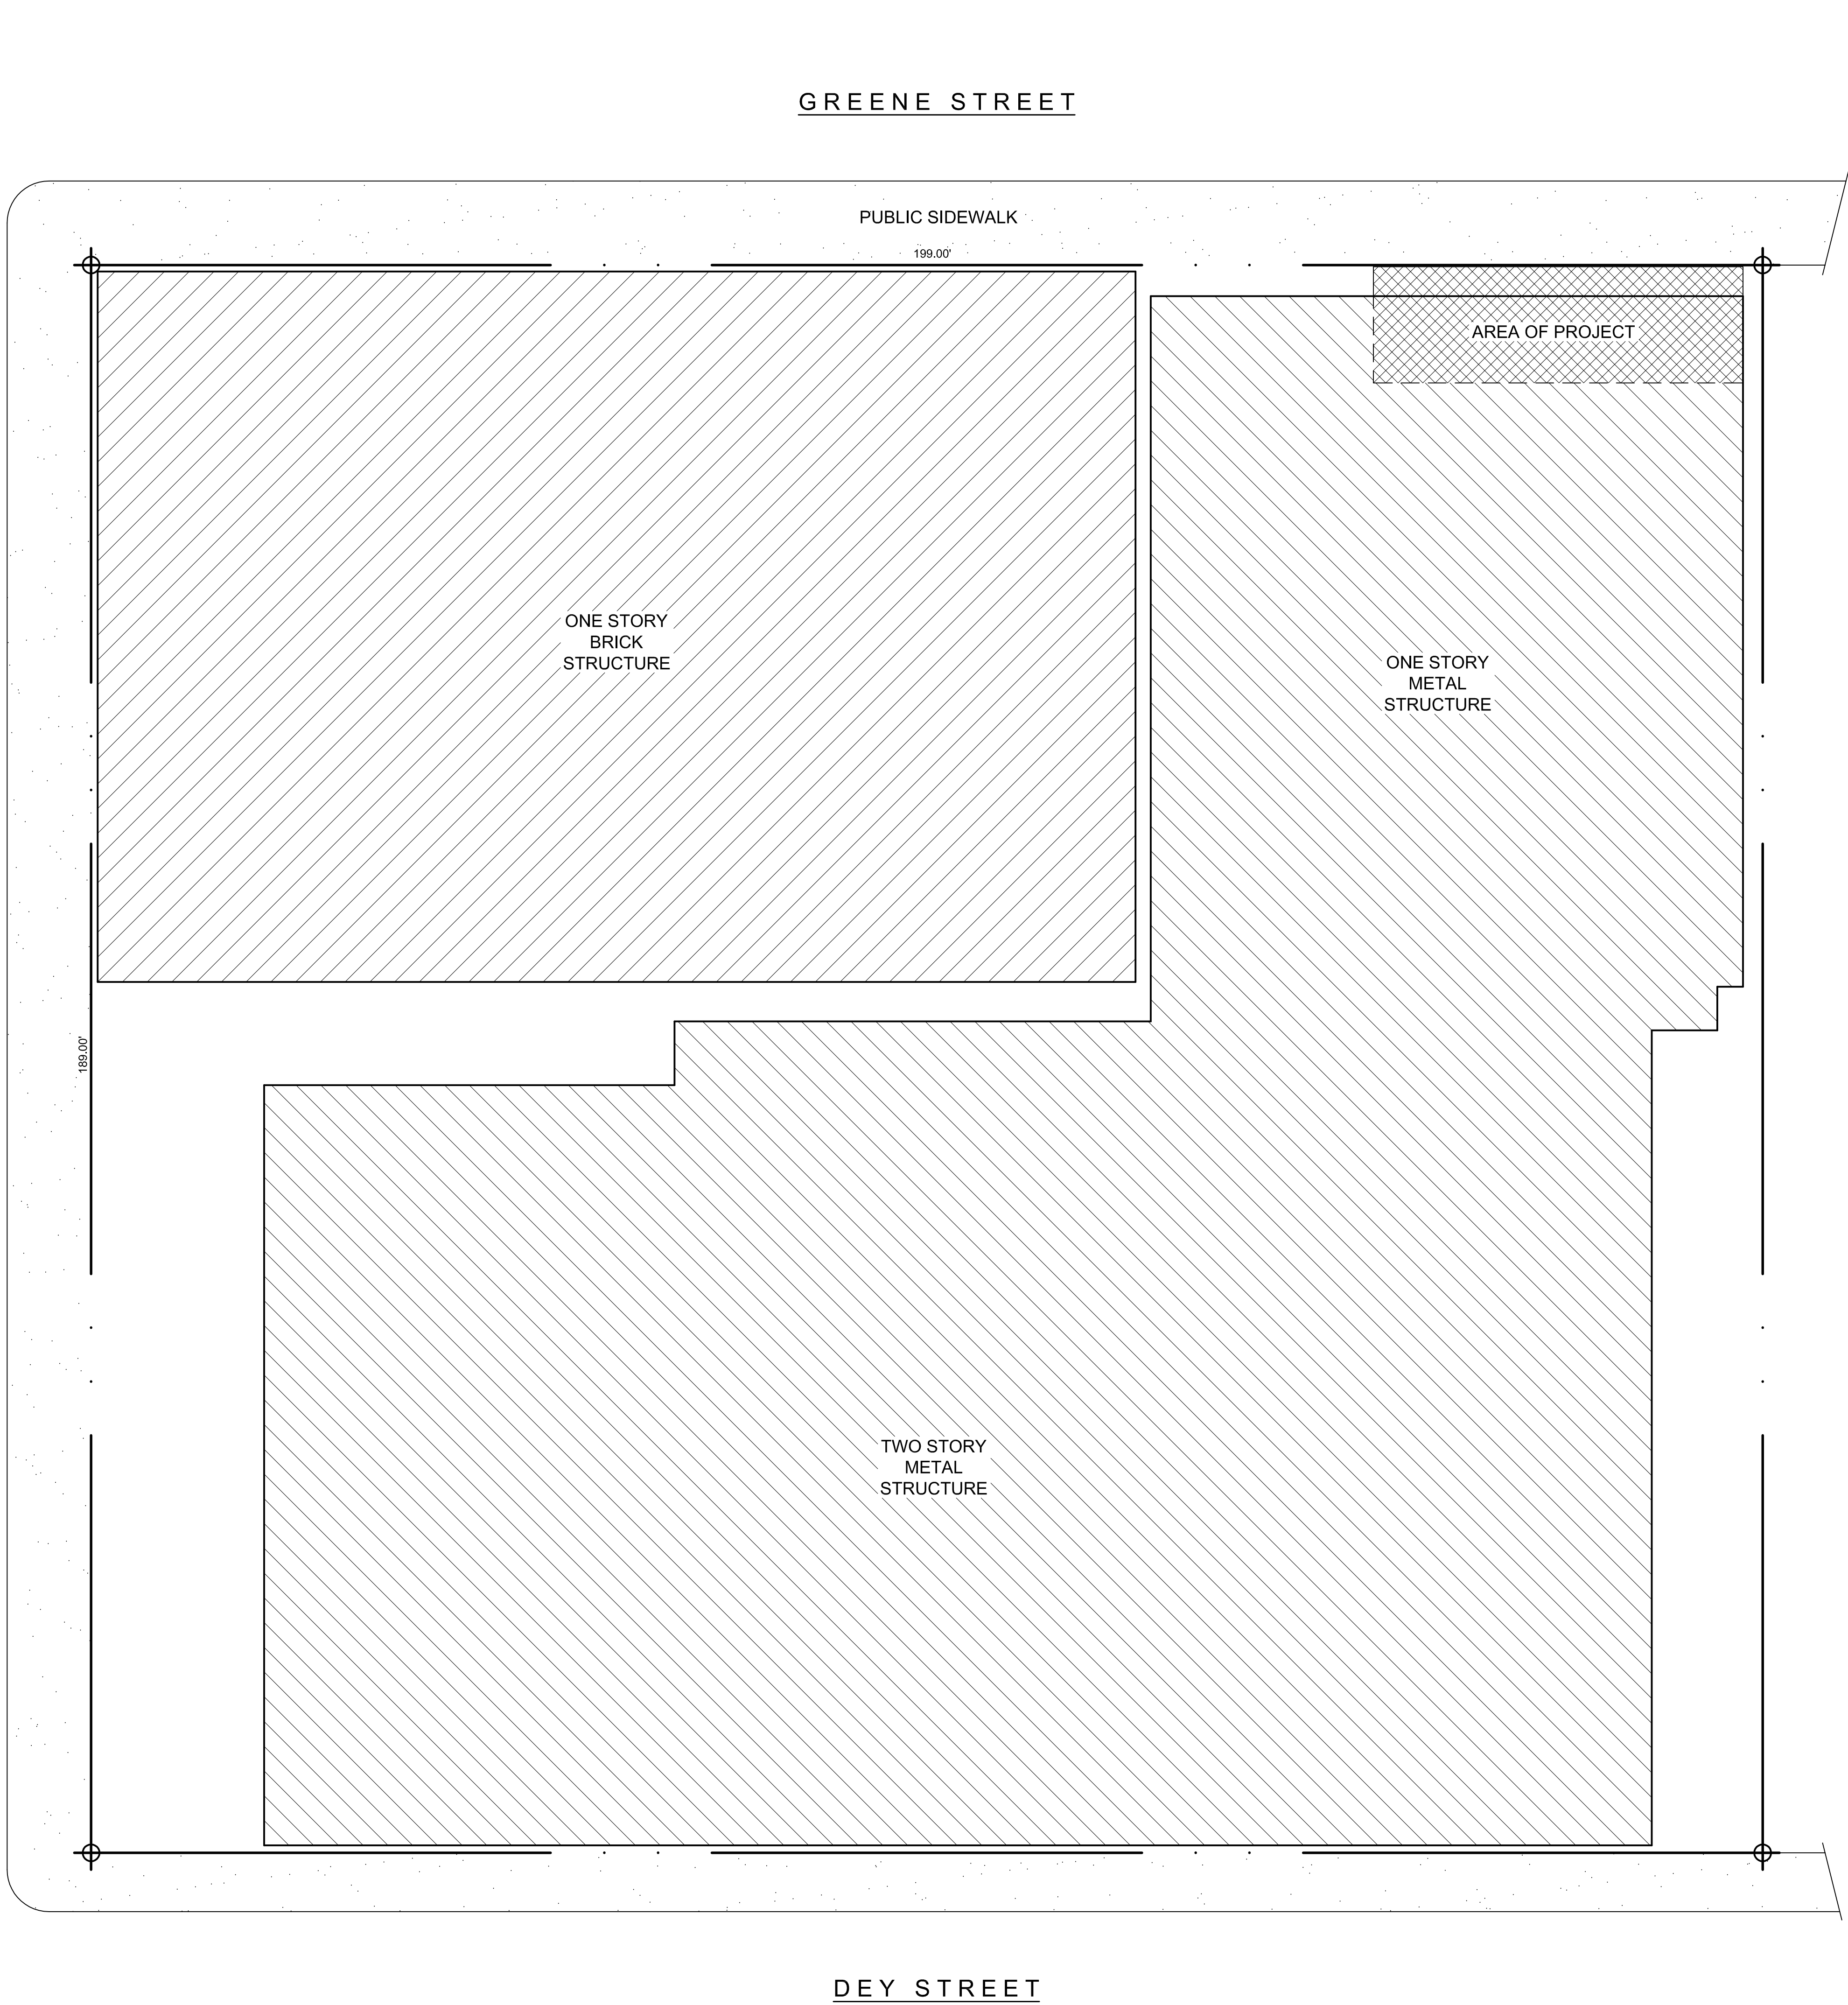 GREENE STREET
PUBLIC SIDEWALK
199.00'
AREA OF PROJECT
ONE STORY
BRICK
STRUCTURE
ONE STORY
METAL
STRUCTURE
189.00'
TWO STORY
METAL
STRUCTURE
DEY STREET